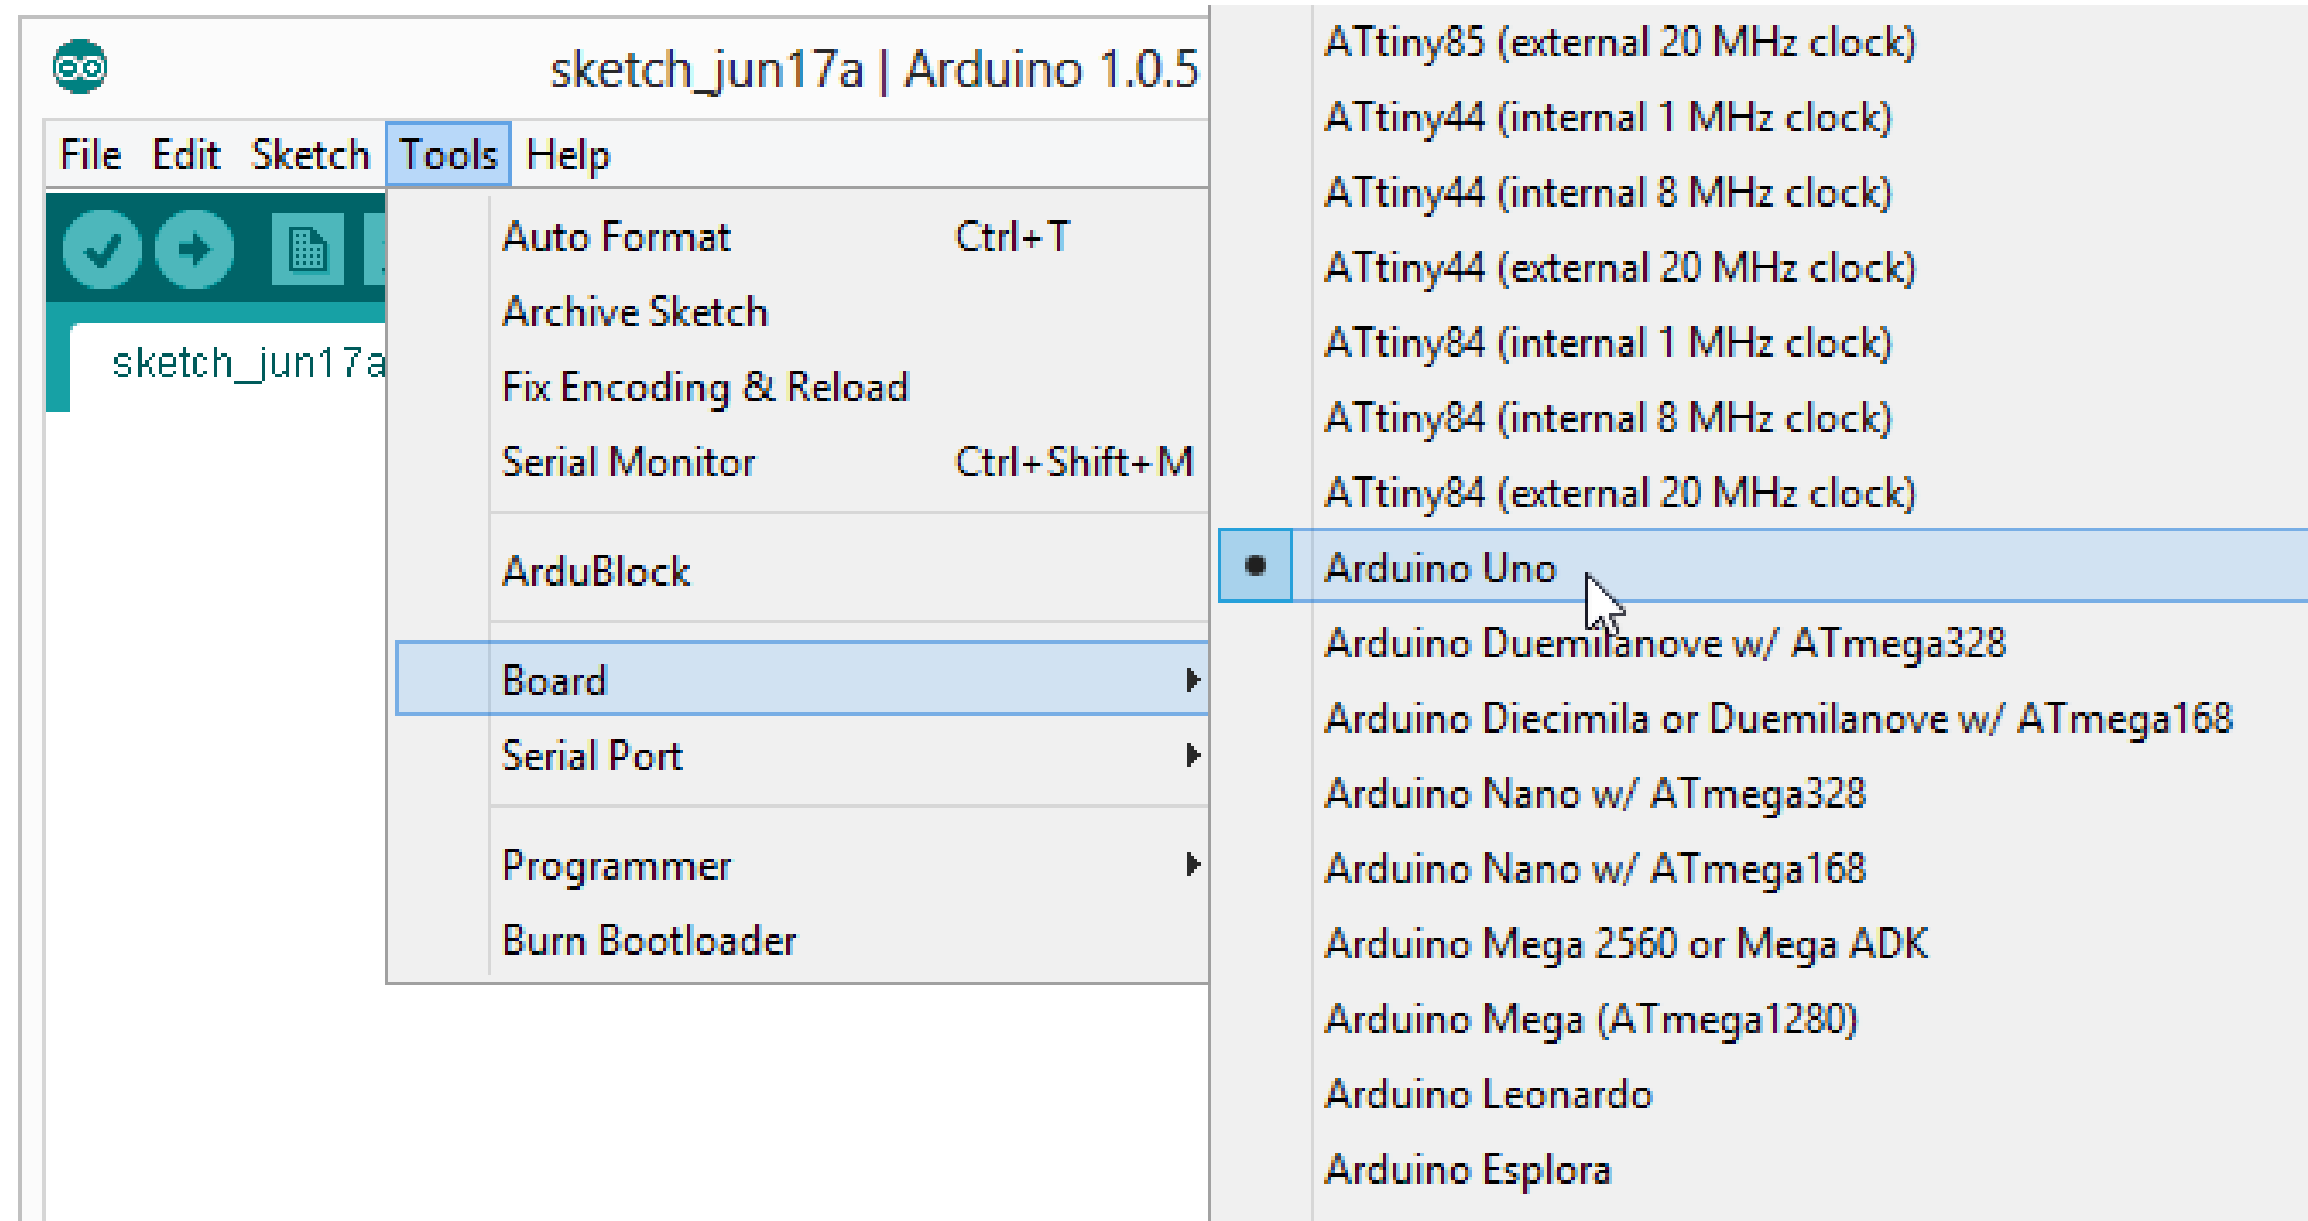 sketch_jun17a | Arduino 1.0.5
File Edit Sketch Tools Help
sketch_jun17a
Auto Format Ctrl+T
Archive Sketch
Fix Encoding & Reload
Serial Monitor Ctrl+Shift+M
ArduBlock
Board
Serial Port
Programmer
Burn Bootloader
ATtiny85 (external 20 MHz clock)
ATtiny44 (internal 1 MHz clock)
ATtiny44 (internal 8 MHz clock)
ATtiny44 (external 20 MHz clock)
ATtiny84 (internal 1 MHz clock)
ATtiny84 (internal 8 MHz clock)
ATtiny84 (external 20 MHz clock)
Arduino Uno
Arduino Duemilanove w/ ATmega328
Arduino Diecimila or Duemilanove w/ ATmega168
Arduino Nano w/ ATmega328
Arduino Nano w/ ATmega168
Arduino Mega 2560 or Mega ADK
Arduino Mega (ATmega1280)
Arduino Leonardo
Arduino Esplora